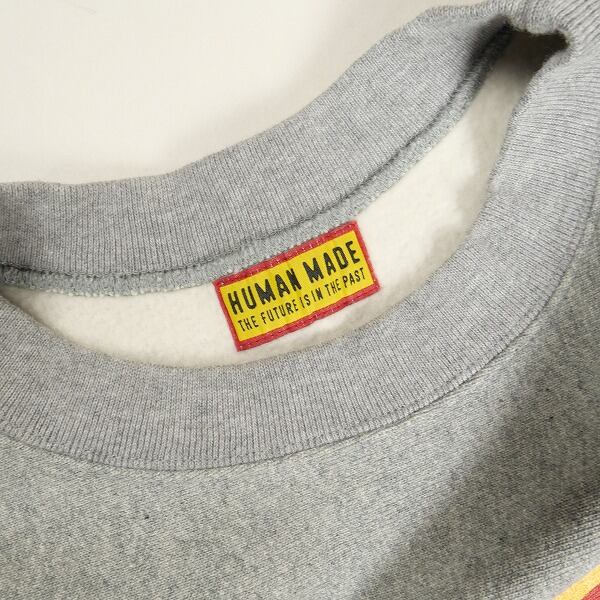 HUMAN MADE
THE FUTURE IS IN THE PAST